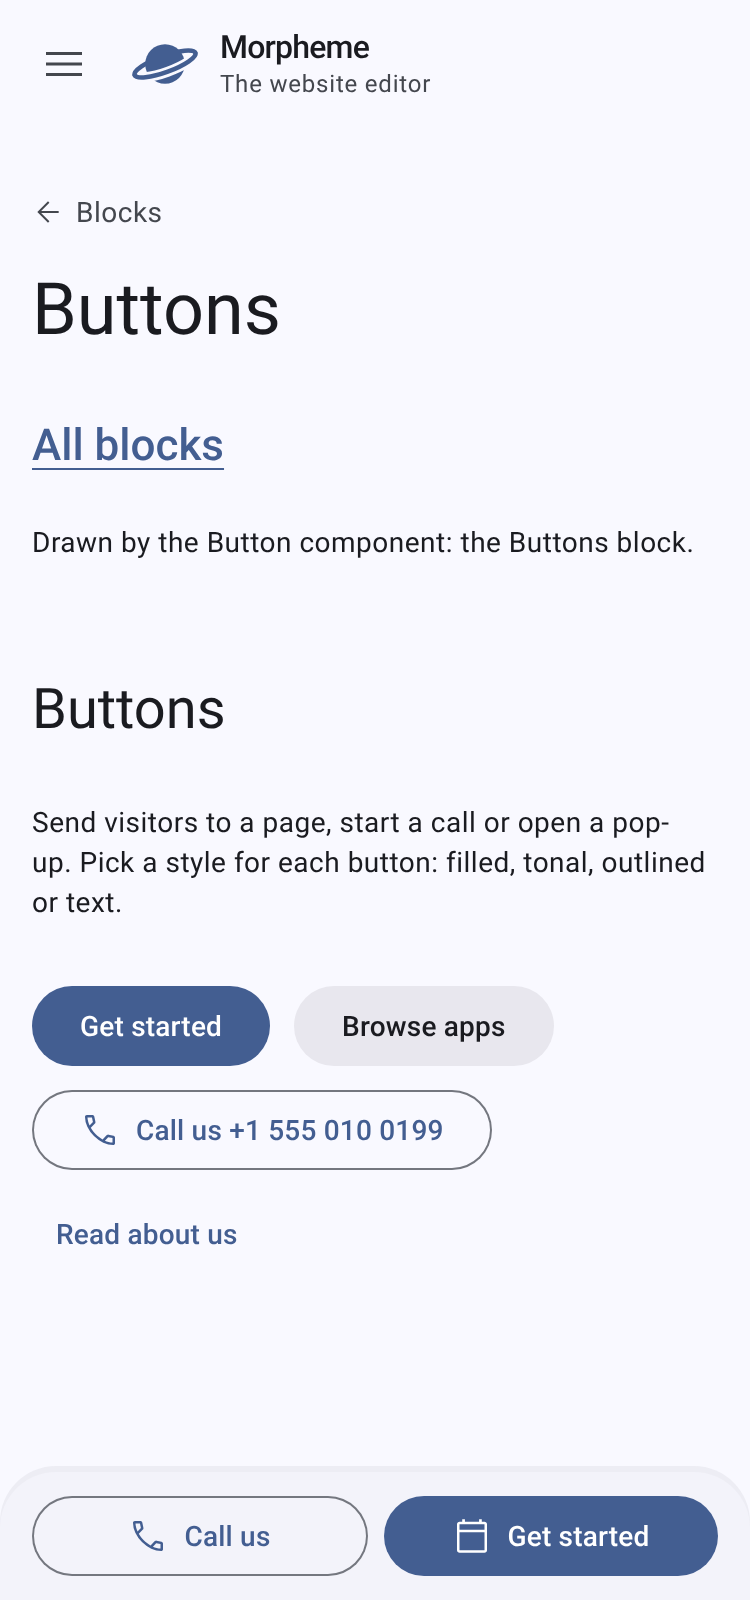 Morpheme
The website editor
Blocks
Buttons
All blocks
Drawn by the Button component: the Buttons block.
Buttons
Send visitors to a page, start a call or open a pop-
up. Pick a style for each button: filled, tonal, outlined
or text.
Get started
Browse apps
Call us +1 555 010 0199
Read about us
Call us
Get started